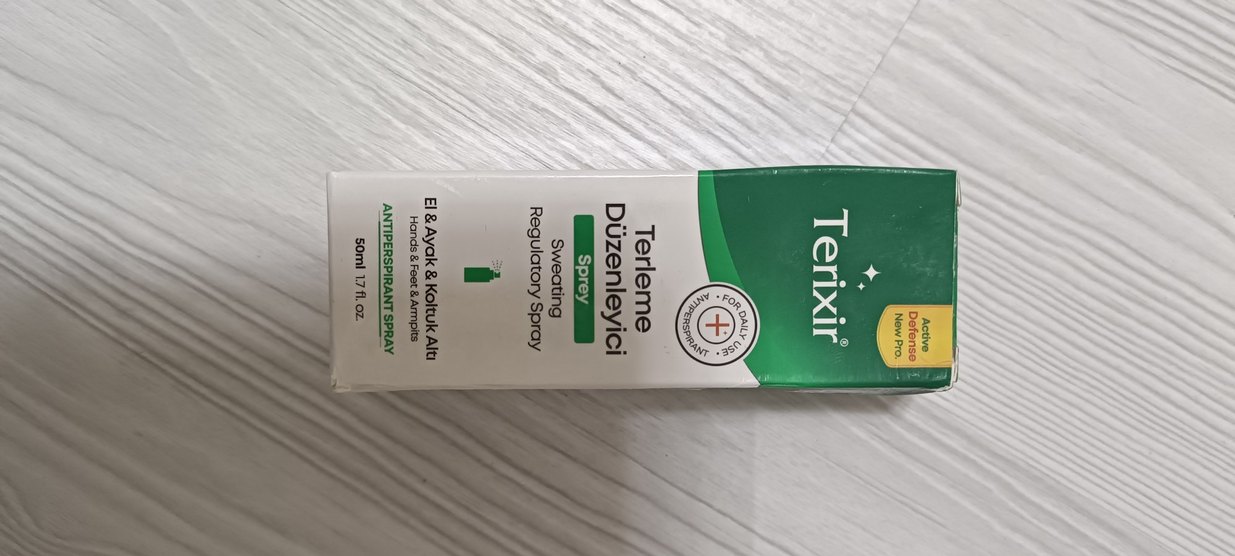 Active
Defense
New Pro.
Terixir®
• FOR DAILY USE •
ANTIPERSPIRANT
Terleme
Düzenleyici
Sprey
Sweating
Regulatory Spray
El & Ayak & Koltuk Altı
Hands & Feet & Armpits
ANTIPERSPIRANT SPRAY
50ml 1.7 fl. oz.